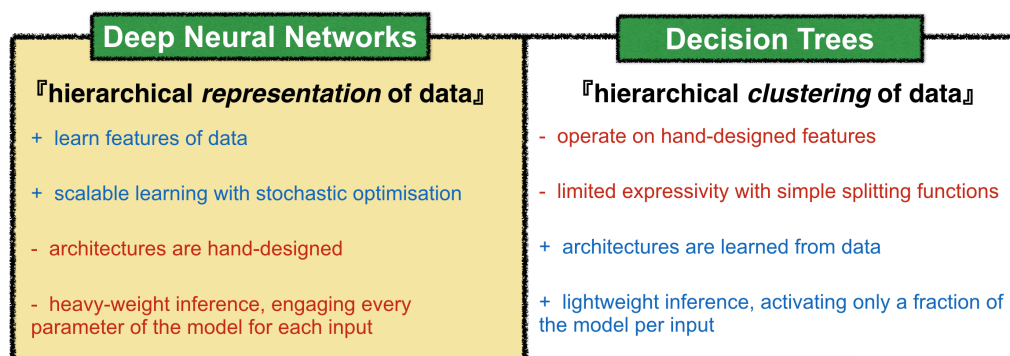 Deep Neural Networks
『hierarchical representation of data』
+ learn features of data
+ scalable learning with stochastic optimisation
- architectures are hand-designed
- heavy-weight inference, engaging every
parameter of the model for each input
Decision Trees
『hierarchical clustering of data』
- operate on hand-designed features
- limited expressivity with simple splitting functions
+ architectures are learned from data
+ lightweight inference, activating only a fraction of
the model per input